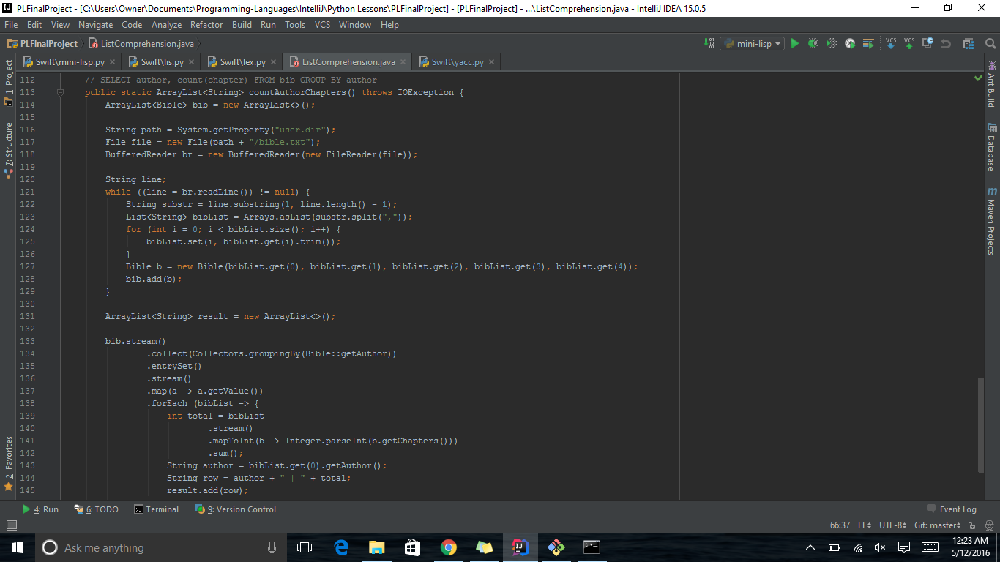 PLFinalProject - [C:\Users\Owner\Documents\Programming-Languages\IntelliJ\Python Lessons\PLFinalProject] - [PLFinalProject] - ...\ListComprehension.java - IntelliJ IDEA 15.0.5
File Edit View Navigate Code Analyze Refactor Build Run Tools VCS Window Help
PLFinalProject ListComprehension.java mini-lisp VCS VCS
Swift\mini-lisp.py Swift\lis.py Swift\lex.py ListComprehension.java Swift\yacc.py
1: Project
7: Structure
2: Favorites
112 // SELECT author, count(chapter) FROM bib GROUP BY author
113 public static ArrayList<String> countAuthorChapters() throws IOException {
114 ArrayList<Bible> bib = new ArrayList<>();
115
116 String path = System.getProperty("user.dir");
117 File file = new File(path + "/bible.txt");
118 BufferedReader br = new BufferedReader(new FileReader(file));
119
120 String line;
121 while ((line = br.readLine()) != null) {
122 String substr = line.substring(1, line.length() - 1);
123 List<String> bibList = Arrays.asList(substr.split(","));
124 for (int i = 0; i < bibList.size(); i++) {
125 bibList.set(i, bibList.get(i).trim());
126 }
127 Bible b = new Bible(bibList.get(0), bibList.get(1), bibList.get(2), bibList.get(3), bibList.get(4));
128 bib.add(b);
129 }
130
131 ArrayList<String> result = new ArrayList<>();
132
133 bib.stream()
134 .collect(Collectors.groupingBy(Bible::getAuthor))
135 .entrySet()
136 .stream()
137 .map(a -> a.getValue())
138 .forEach (bibList -> {
139 int total = bibList
140 .stream()
141 .mapToInt(b -> Integer.parseInt(b.getChapters()))
142 .sum();
143 String author = bibList.get(0).getAuthor();
144 String row = author + " | " + total;
145 result.add(row);
Ant Build
Database
Maven Projects
4: Run 6: TODO Terminal 9: Version Control Event Log
66:37 LF UTF-8 Git: master
Ask me anything
12:23 AM
5/12/2016